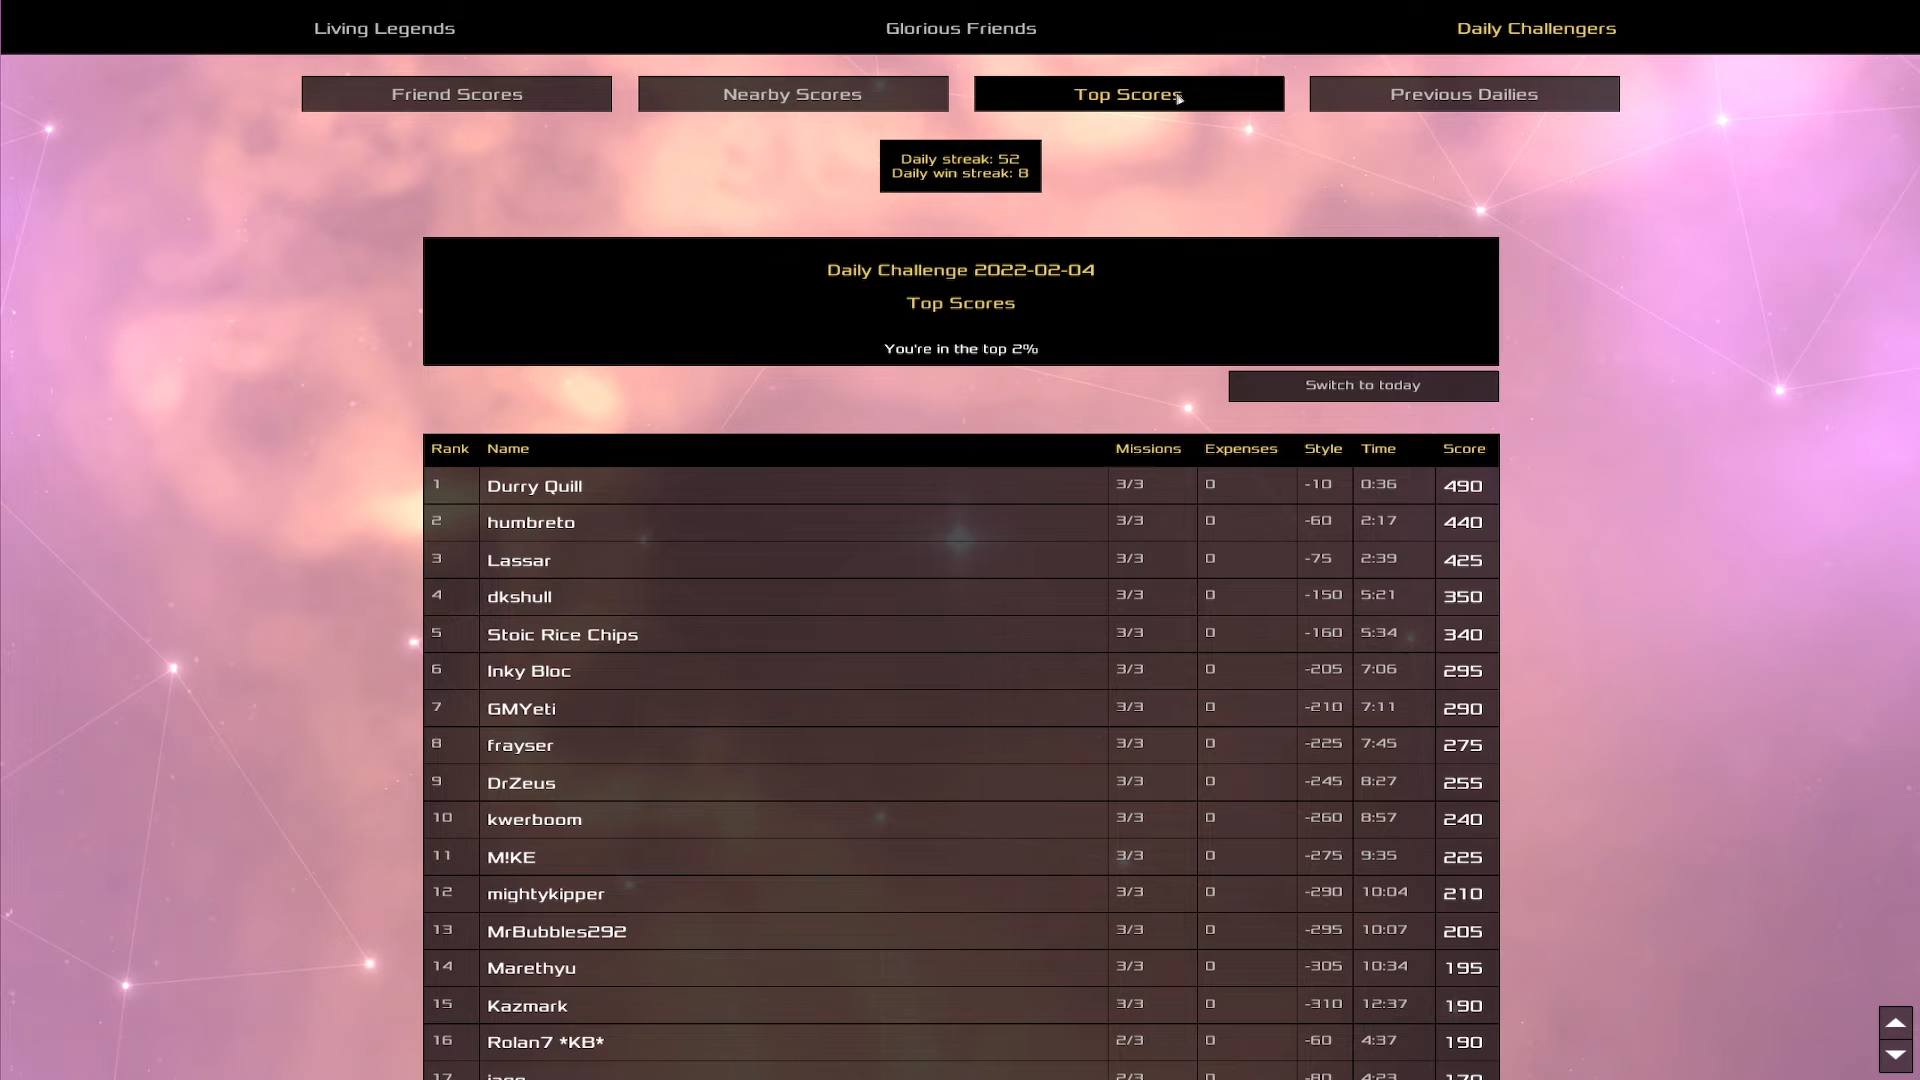 Living Legends Glorious Friends Daily Challengers
Friend Scores Nearby Scores Top Scores Previous Dailies
Daily streak: 52
Daily win streak: 8
Daily Challenge 2022-02-04
Top Scores
You're in the top 2%
Switch to today
Rank Name Missions Expenses Style Time Score
1 Durry Quill 3/3 0 -10 0:36 490
2 humbreto 3/3 0 -60 2:17 440
3 Lassar 3/3 0 -75 2:39 425
4 dkshull 3/3 0 -150 5:21 350
5 Stoic Rice Chips 3/3 0 -160 5:34 340
6 Inky Bloc 3/3 0 -205 7:06 295
7 GMYeti 3/3 0 -210 7:11 290
8 frayser 3/3 0 -225 7:45 275
9 DrZeus 3/3 0 -245 8:27 255
10 kwerboom 3/3 0 -260 8:57 240
11 M!KE 3/3 0 -275 9:35 225
12 mightykipper 3/3 0 -290 10:04 210
13 MrBubbles292 3/3 0 -295 10:07 205
14 Marethyu 3/3 0 -305 10:34 195
15 Kazmark 3/3 0 -310 12:37 190
16 Rolan7 *KB* 2/3 0 -60 4:37 190
17 2/3 0 -80 4:23 170